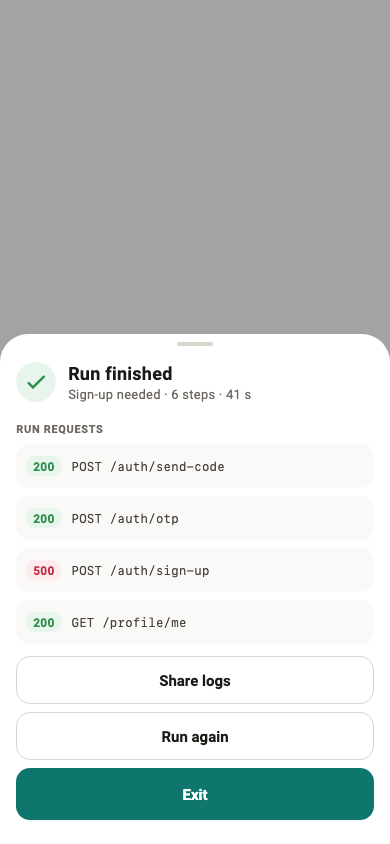 Run finished
Sign-up needed · 6 steps · 41 s
RUN REQUESTS
200 POST /auth/send-code
200 POST /auth/otp
500 POST /auth/sign-up
200 GET /profile/me
Share logs
Run again
Exit